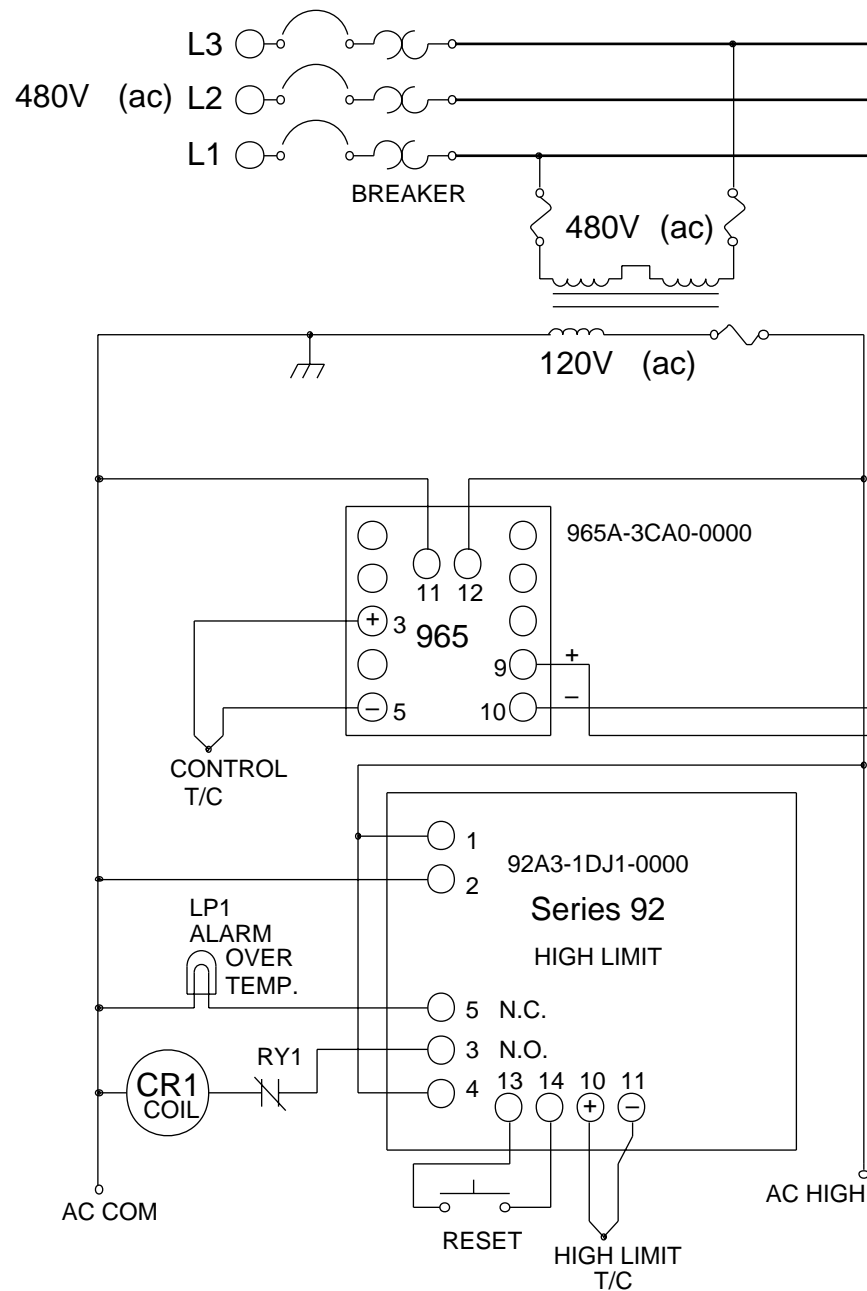 L3
480V (ac) L2
L1
BREAKER
480V (ac)
120V (ac)
965A-3CA0-0000
11 12
+ 3
965
9 +
− 5
10 −
CONTROL
T/C
1
92A3-1DJ1-0000
2
Series 92
LP1
ALARM
OVER
TEMP.
HIGH LIMIT
5 N.C.
3 N.O.
RY1
CR1
COIL
4
13 14 10 11
+ −
AC COM
RESET
HIGH LIMIT
T/C
AC HIGH